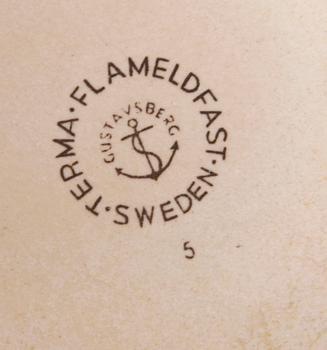 TERMA · FLAMELDFAST · SWEDEN ·
GUSTAVSBERG
5